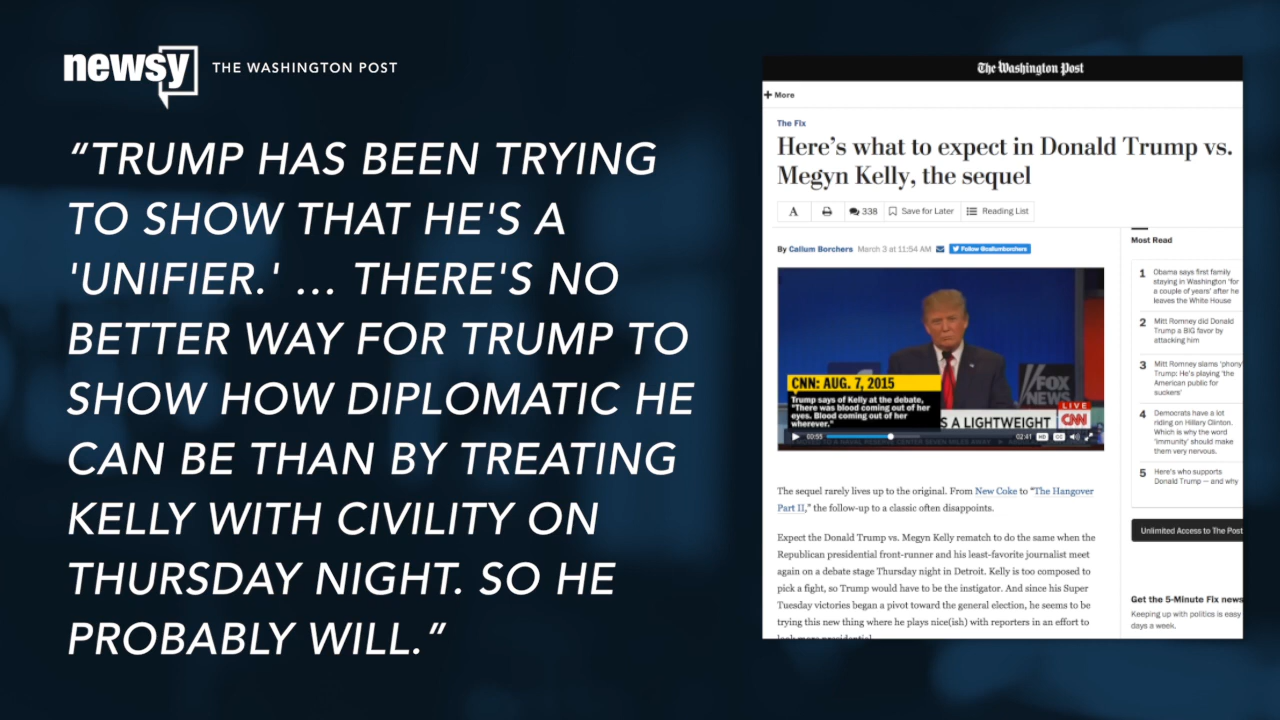 newsy
THE WASHINGTON POST
“TRUMP HAS BEEN TRYING
TO SHOW THAT HE'S A
'UNIFIER.' ... THERE'S NO
BETTER WAY FOR TRUMP TO
SHOW HOW DIPLOMATIC HE
CAN BE THAN BY TREATING
KELLY WITH CIVILITY ON
THURSDAY NIGHT. SO HE
PROBABLY WILL.”
The Washington Post
+ More
The Fix
Here’s what to expect in Donald Trump vs.
Megyn Kelly, the sequel
A 338 Save for Later Reading List
By Callum Borchers March 3 at 11:54 AM Follow @callumborchers
CNN: AUG. 7, 2015
Trump says of Kelly at the debate,
"There was blood coming out of her
eyes. Blood coming out of her
wherever."
FOX
NEWS
S A LIGHTWEIGHT
LIVE
CNN
00:55 02:41 HD CC
The sequel rarely lives up to the original. From New Coke to “The Hangover
Part II,” the follow-up to a classic often disappoints.
Expect the Donald Trump vs. Megyn Kelly rematch to do the same when the
Republican presidential front-runner and his least-favorite journalist meet
again on a debate stage Thursday night in Detroit. Kelly is too composed to
pick a fight, so Trump would have to be the instigator. And since his Super
Tuesday victories began a pivot toward the general election, he seems to be
trying this new thing where he plays nice(ish) with reporters in an effort to
Most Read
1 Obama says first family
staying in Washington ‘for
a couple of years’ after he
leaves the White House
2 Mitt Romney did Donald
Trump a BIG favor by
attacking him
3 Mitt Romney slams ‘phony’
Trump: He’s playing ‘the
American public for
suckers’
4 Democrats have a lot
riding on Hillary Clinton.
Which is why the word
‘immunity’ should make
them very nervous.
5 Here’s who supports
Donald Trump — and why
Unlimited Access to The Post
Get the 5-Minute Fix news
Keeping up with politics is easy
days a week.